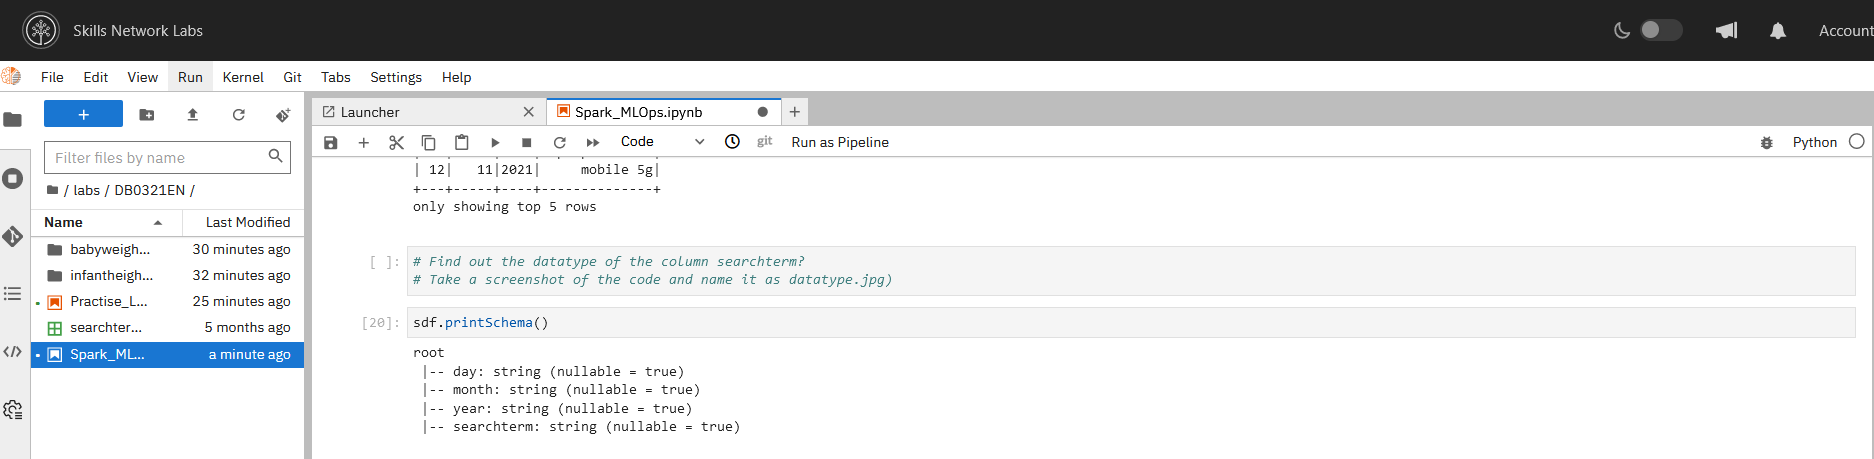 Skills Network Labs
Account
File Edit View Run Kernel Git Tabs Settings Help
+
Launcher
Spark_MLOps.ipynb
+
Filter files by name
Code
git
Run as Pipeline
Python
/ labs / DB0321EN /
Name Last Modified
babyweigh... 30 minutes ago
infantheigh... 32 minutes ago
Practise_L... 25 minutes ago
searchter... 5 months ago
Spark_ML... a minute ago
| 12| 11|2021| mobile 5g|
+---+-----+----+--------------+
only showing top 5 rows
[ ]:
# Find out the datatype of the column searchterm?
# Take a screenshot of the code and name it as datatype.jpg)
[20]:
sdf.printSchema()
root
|-- day: string (nullable = true)
|-- month: string (nullable = true)
|-- year: string (nullable = true)
|-- searchterm: string (nullable = true)